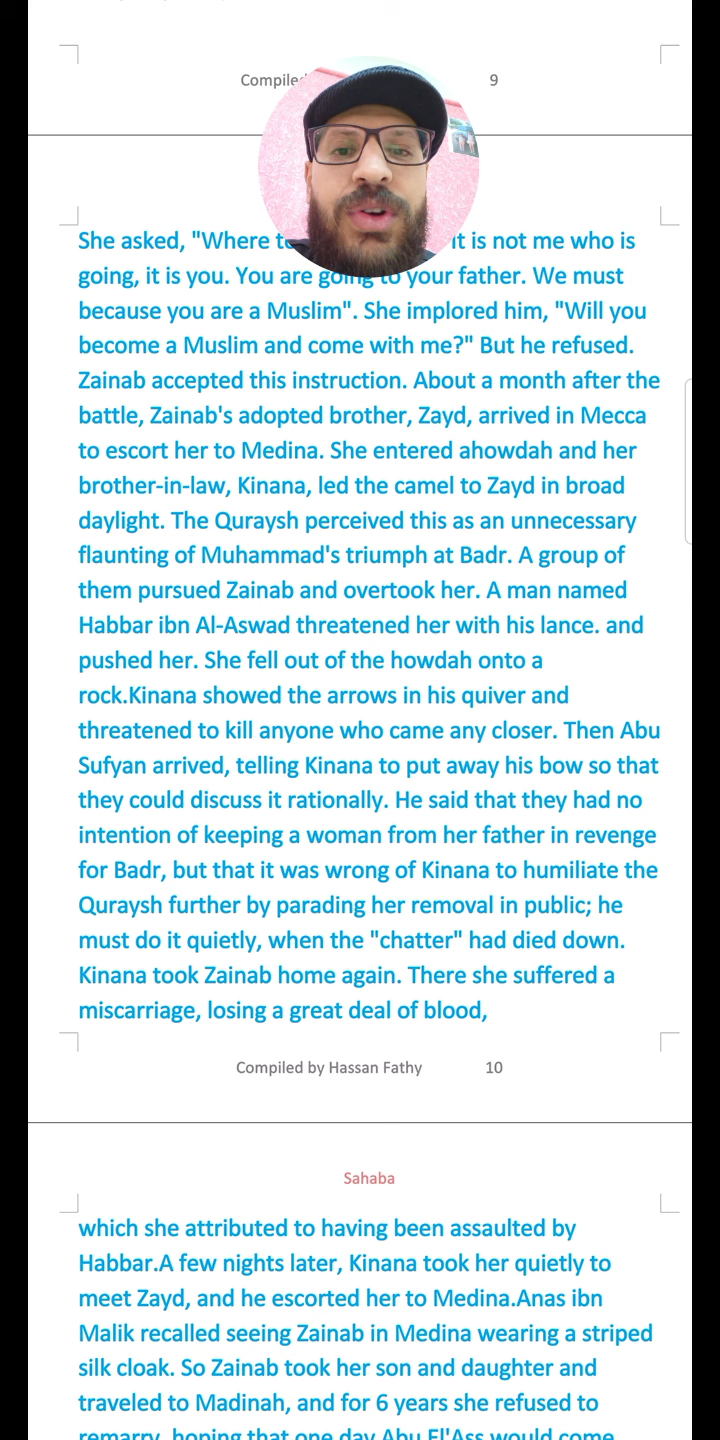 Compiled
9
She asked, "Where it is not me who is
going, it is you. You are going to your father. We must
because you are a Muslim". She implored him, "Will you
become a Muslim and come with me?" But he refused.
Zainab accepted this instruction. About a month after the
battle, Zainab's adopted brother, Zayd, arrived in Mecca
to escort her to Medina. She entered ahowdah and her
brother-in-law, Kinana, led the camel to Zayd in broad
daylight. The Quraysh perceived this as an unnecessary
flaunting of Muhammad's triumph at Badr. A group of
them pursued Zainab and overtook her. A man named
Habbar ibn Al-Aswad threatened her with his lance. and
pushed her. She fell out of the howdah onto a
rock.Kinana showed the arrows in his quiver and
threatened to kill anyone who came any closer. Then Abu
Sufyan arrived, telling Kinana to put away his bow so that
they could discuss it rationally. He said that they had no
intention of keeping a woman from her father in revenge
for Badr, but that it was wrong of Kinana to humiliate the
Quraysh further by parading her removal in public; he
must do it quietly, when the "chatter" had died down.
Kinana took Zainab home again. There she suffered a
miscarriage, losing a great deal of blood,
Compiled by Hassan Fathy 10
Sahaba
which she attributed to having been assaulted by
Habbar.A few nights later, Kinana took her quietly to
meet Zayd, and he escorted her to Medina.Anas ibn
Malik recalled seeing Zainab in Medina wearing a striped
silk cloak. So Zainab took her son and daughter and
traveled to Madinah, and for 6 years she refused to
remarry, hoping that one day Abu El'Ass would come